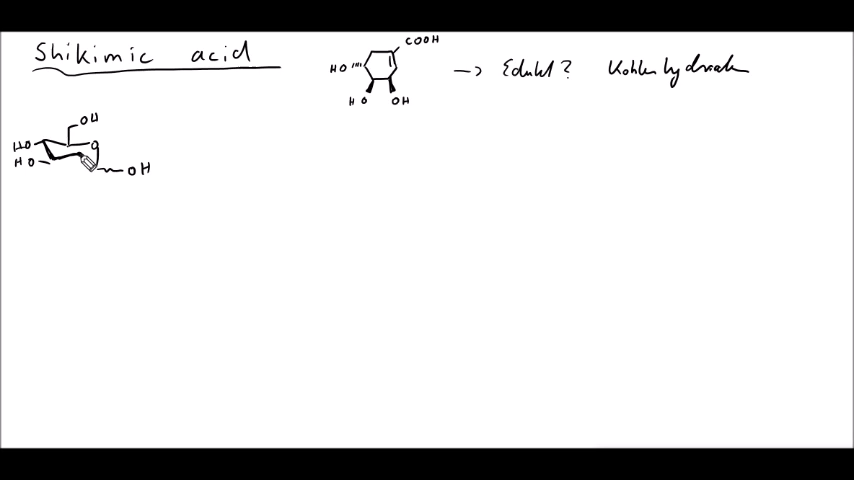 Shikimic acid
COOH
HO
HO OH
→ Edukt? Kohlenhydrate
OH
HO O
HO
OH